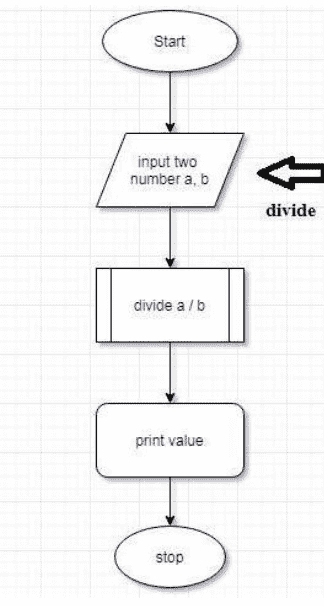 Start
input two
number a, b
divide
divide a / b
print value
stop